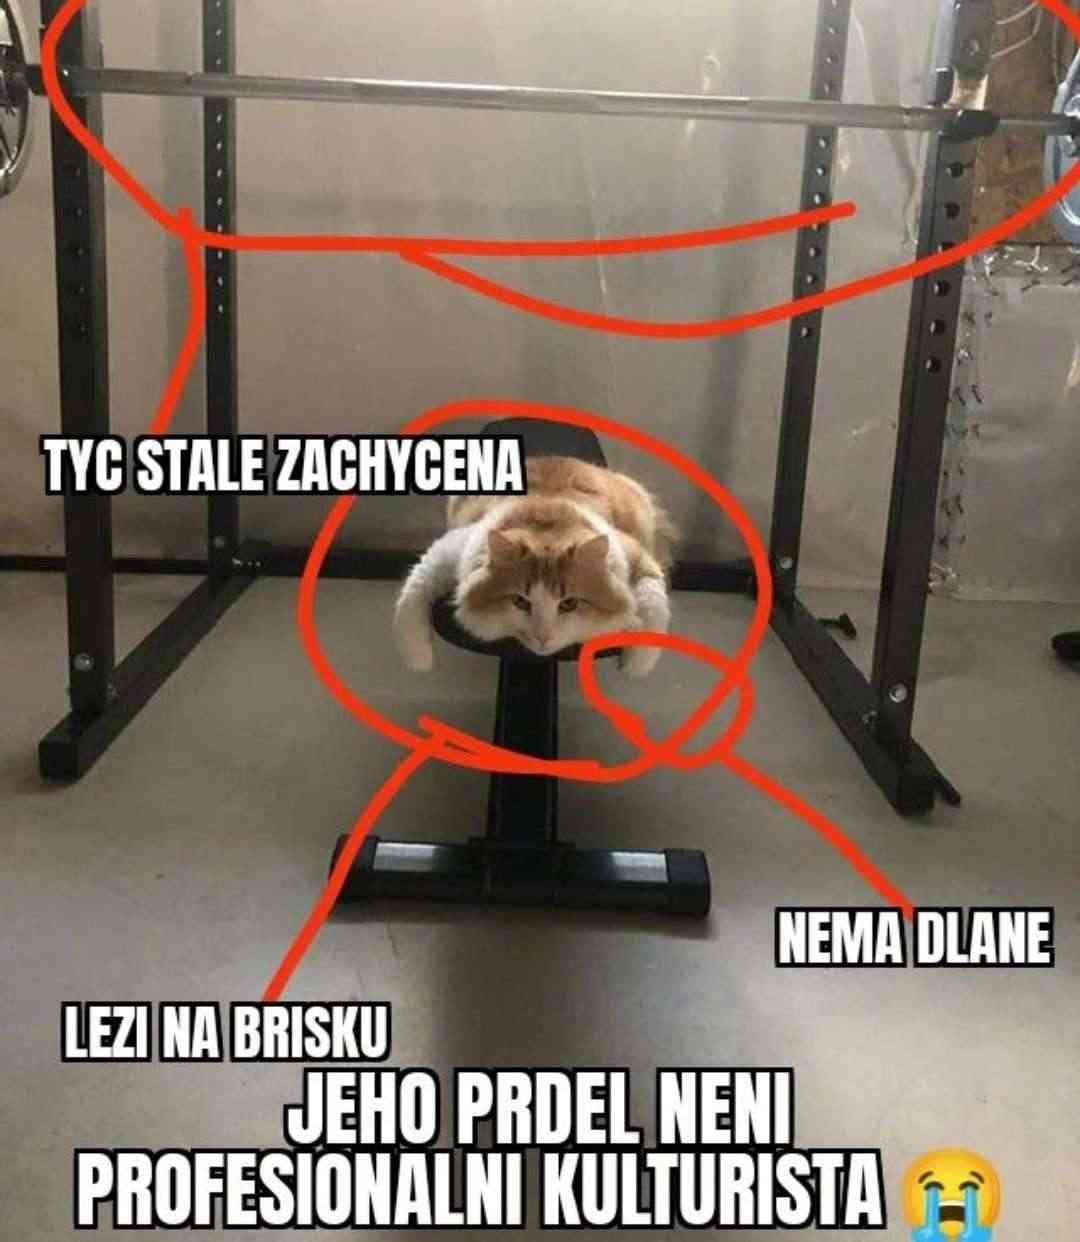 TYC STALE ZACHYCENA
NEMA DLANE
LEZI NA BRISKU
JEHO PRDEL NENI
PROFESIONALNI KULTURISTA 😭